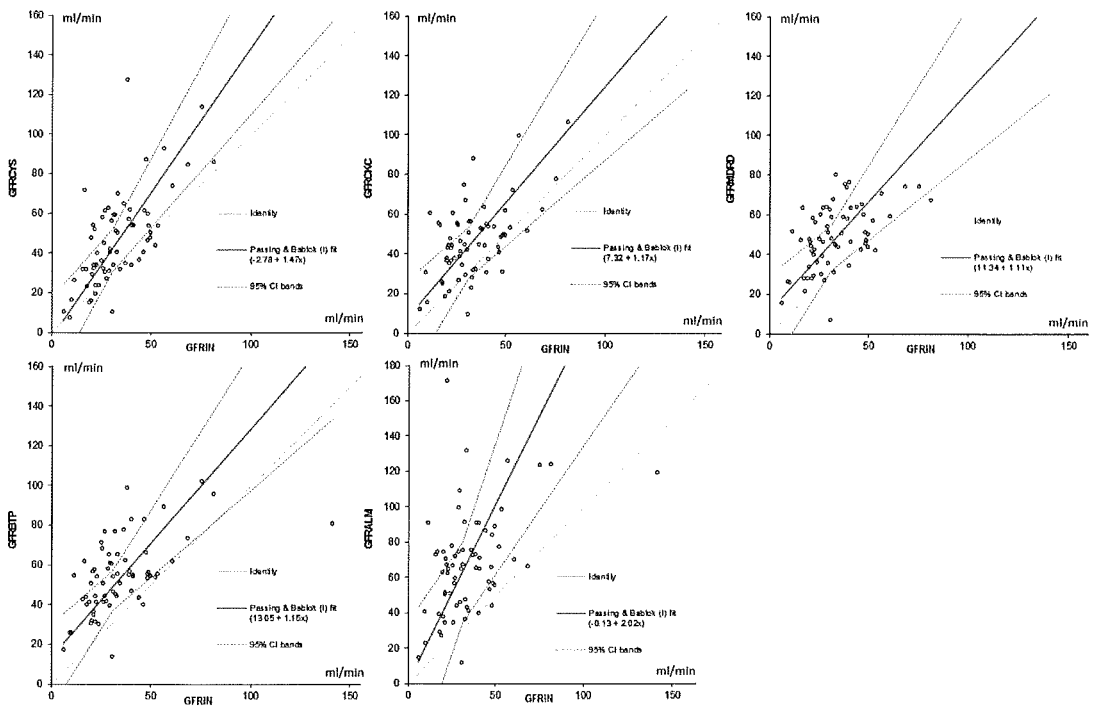 160
140
120
100
80
60
40
20
0
ml/min
GFRCYS
Identity
Passing & Bablok (I) fit
(-2.78 + 1.47x)
95% CI bands
ml/min
0
50
100
150
GFRIN
160
140
120
100
80
60
40
20
0
ml/min
GFRCKC
Identity
Passing & Bablok (I) fit
(7.32 + 1.17x)
95% CI bands
ml/min
0
50
100
150
GFRIN
160
140
120
100
80
60
40
20
0
ml/min
GFRMDRD
Identity
Passing & Bablok (I) fit
(11.34 + 1.11x)
95% CI bands
ml/min
0
50
100
150
GFRIN
160
140
120
100
80
60
40
20
0
ml/min
GFRBTP
Identity
Passing & Bablok (I) fit
(13.05 + 1.15x)
95% CI bands
ml/min
0
50
100
150
GFRIN
180
160
140
120
100
80
60
40
20
0
ml/min
GFRALM
Identity
Passing & Bablok (I) fit
(-0.13 + 2.02x)
95% CI bands
ml/min
0
50
100
150
GFRIN